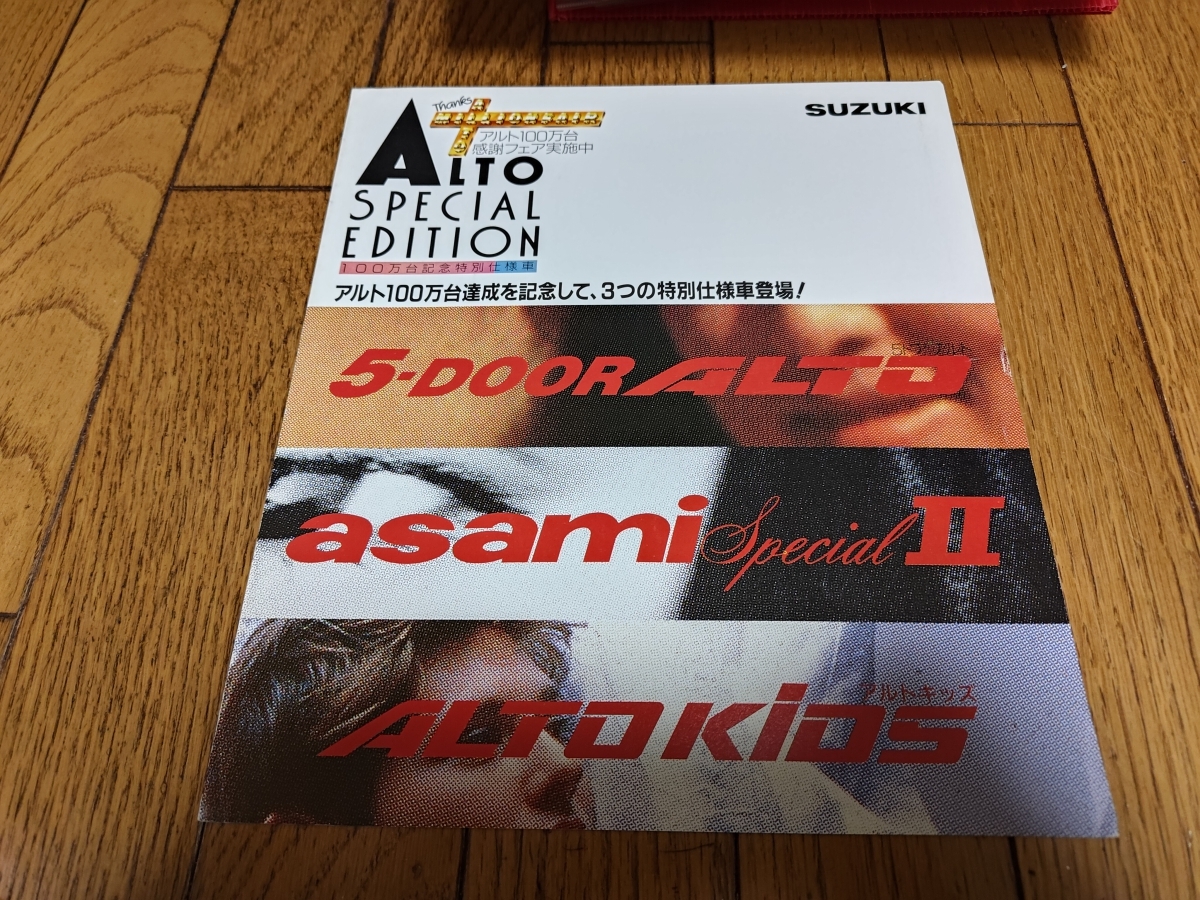 Thanks
A
MILLIONSAIM
アルト100万台
感謝フェア実施中
SUZUKI
ALTO
SPECIAL
EDITION
100万台記念特別仕様車
アルト100万台達成を記念して、3つの特別仕様車登場!
5-DOOR ALTO
asami Special II
アルトキッズ
ALTO KIDS